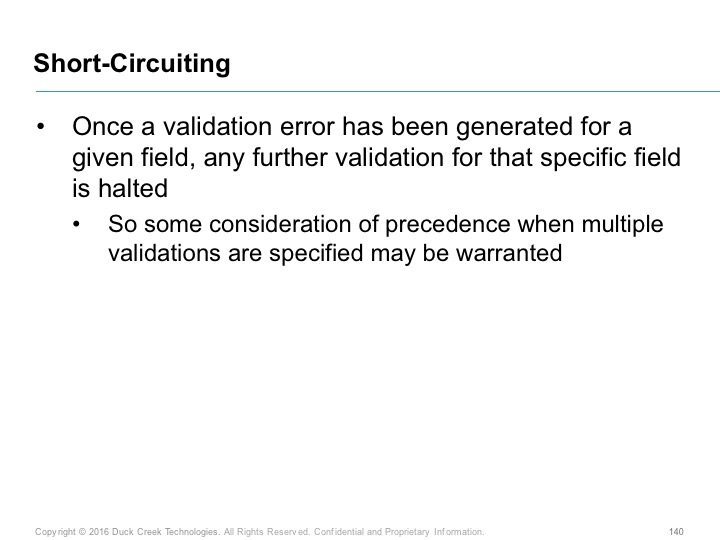 Short-Circuiting
• Once a validation error has been generated for a
given field, any further validation for that specific field
is halted
• So some consideration of precedence when multiple
validations are specified may be warranted
Copyright © 2016 Duck Creek Technologies. All Rights Reserved. Confidential and Proprietary Information. 140